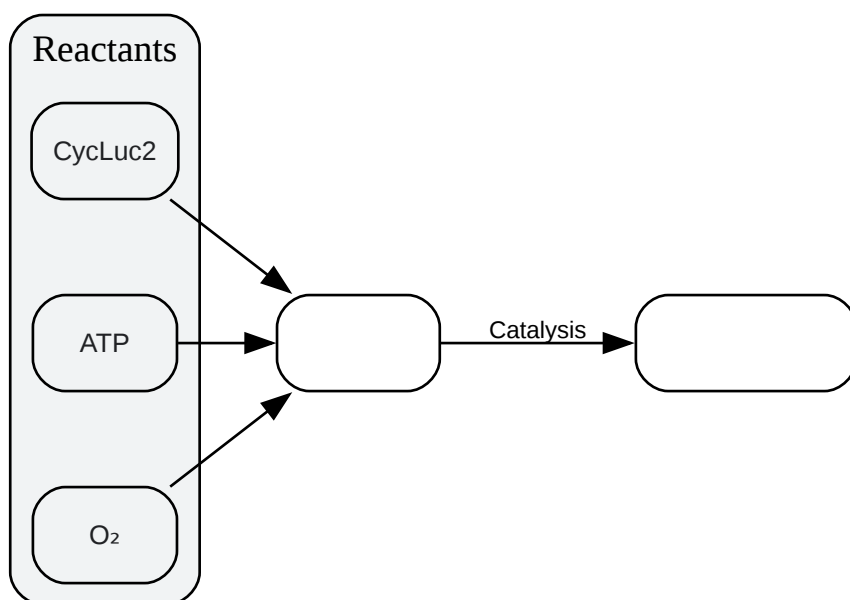 Reactants
CycLuc2
ATP
O₂
Catalysis